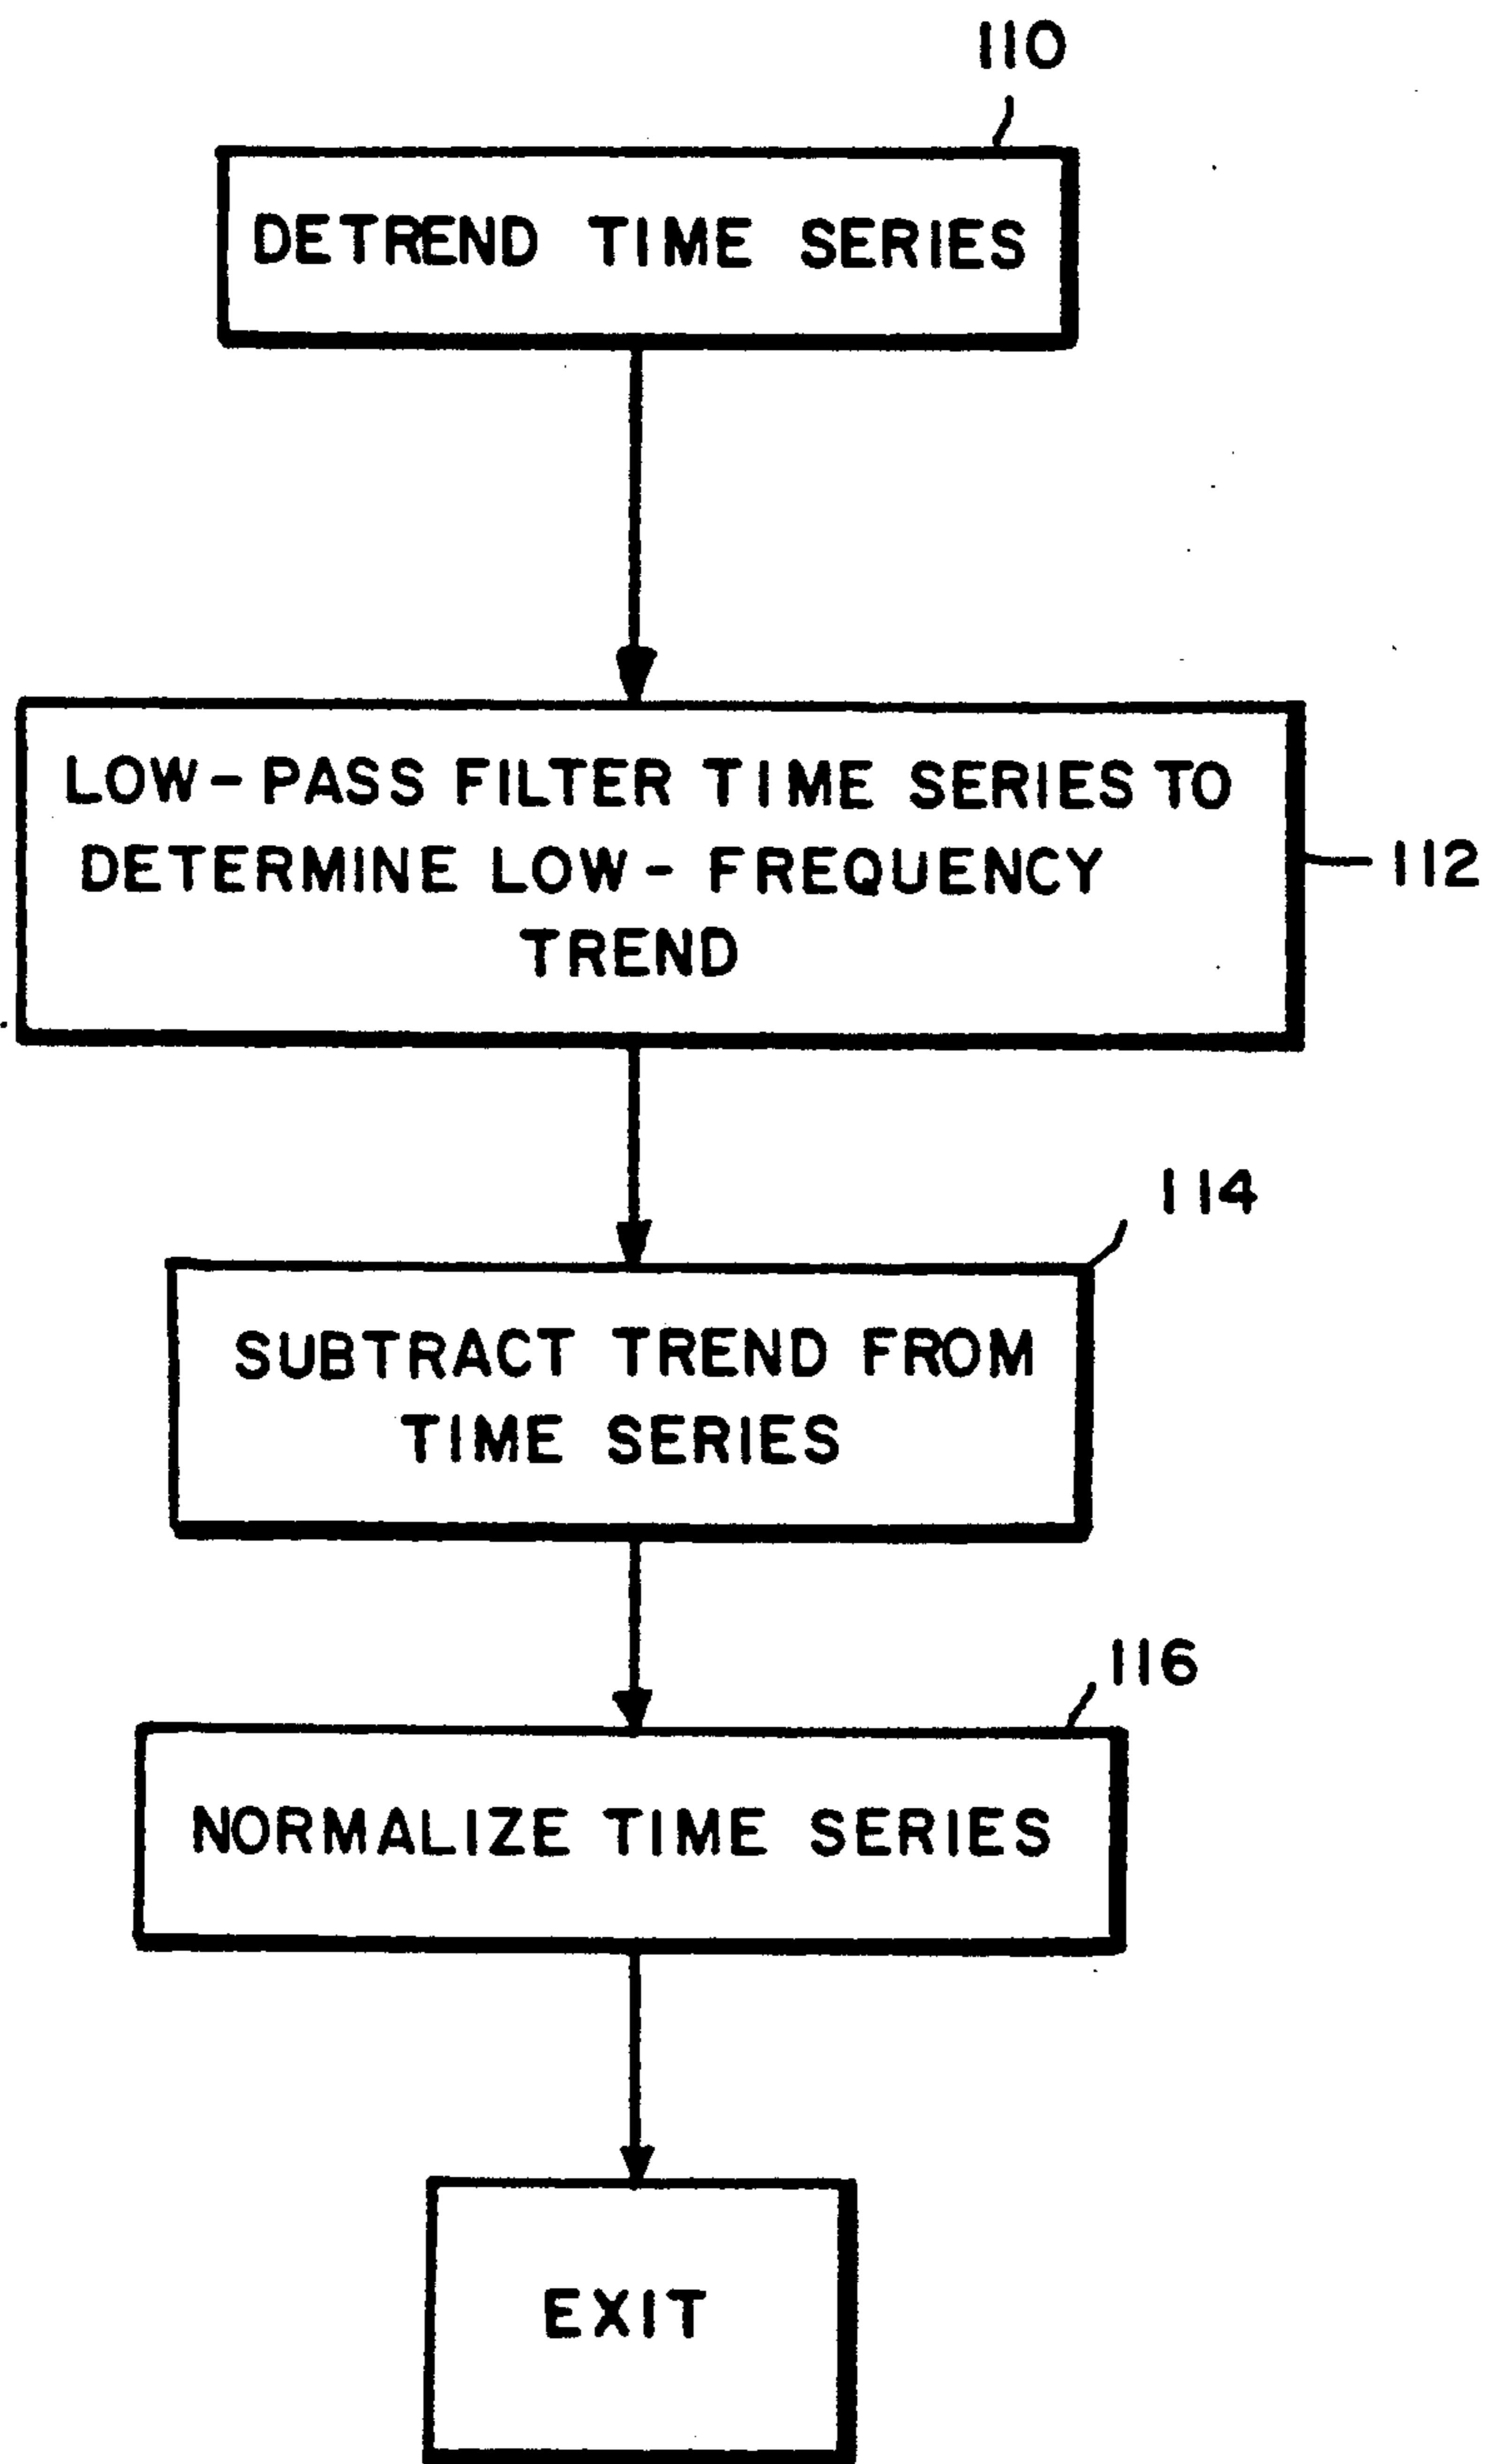 110
DETREND TIME SERIES
LOW-PASS FILTER TIME SERIES TO
DETERMINE LOW-FREQUENCY
TREND
112
114
SUBTRACT TREND FROM
TIME SERIES
116
NORMALIZE TIME SERIES
EXIT